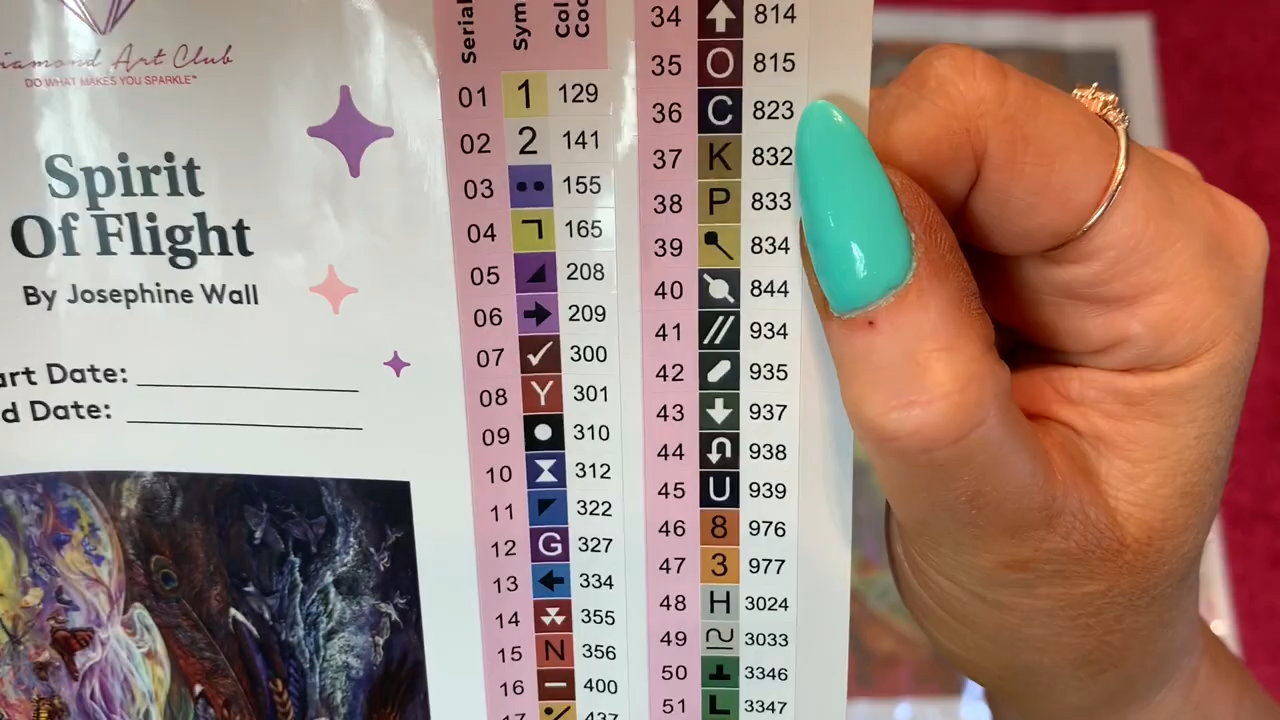 Diamond Art Club
DO WHAT MAKES YOU SPARKLE™
Spirit
Of Flight
By Josephine Wall
art Date:
d Date:
Serial Sym Col Coo
01 1 129
02 2 141
03 155
04 165
05 208
06 209
07 ✓ 300
08 Y 301
09 310
10 312
11 322
12 G 327
13 334
14 355
15 N 356
16 – 400
17 437
34 814
35 O 815
36 C 823
37 K 832
38 P 833
39 834
40 844
41 // 934
42 935
43 937
44 938
45 U 939
46 8 976
47 3 977
48 H 3024
49 3033
50 3346
51 L 3347